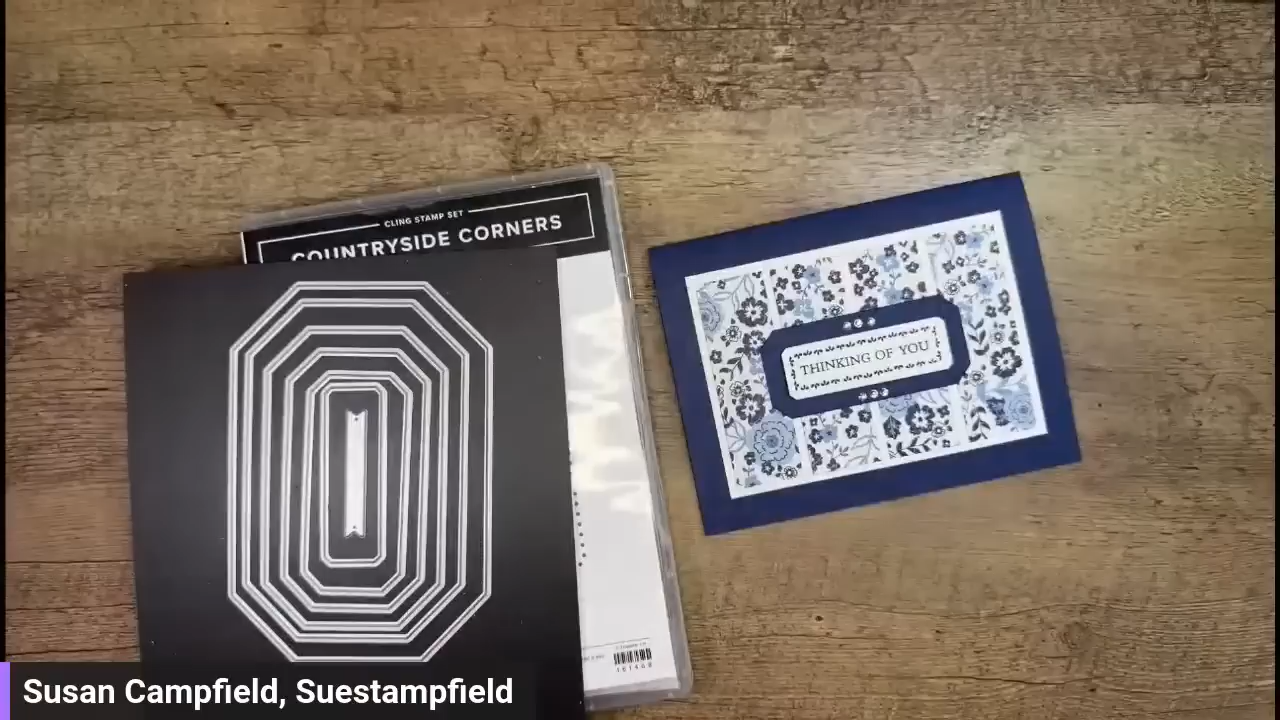 CLING STAMP SET
COUNTRYSIDE CORNERS
THINKING OF YOU
Susan Campfield, Suestampfield